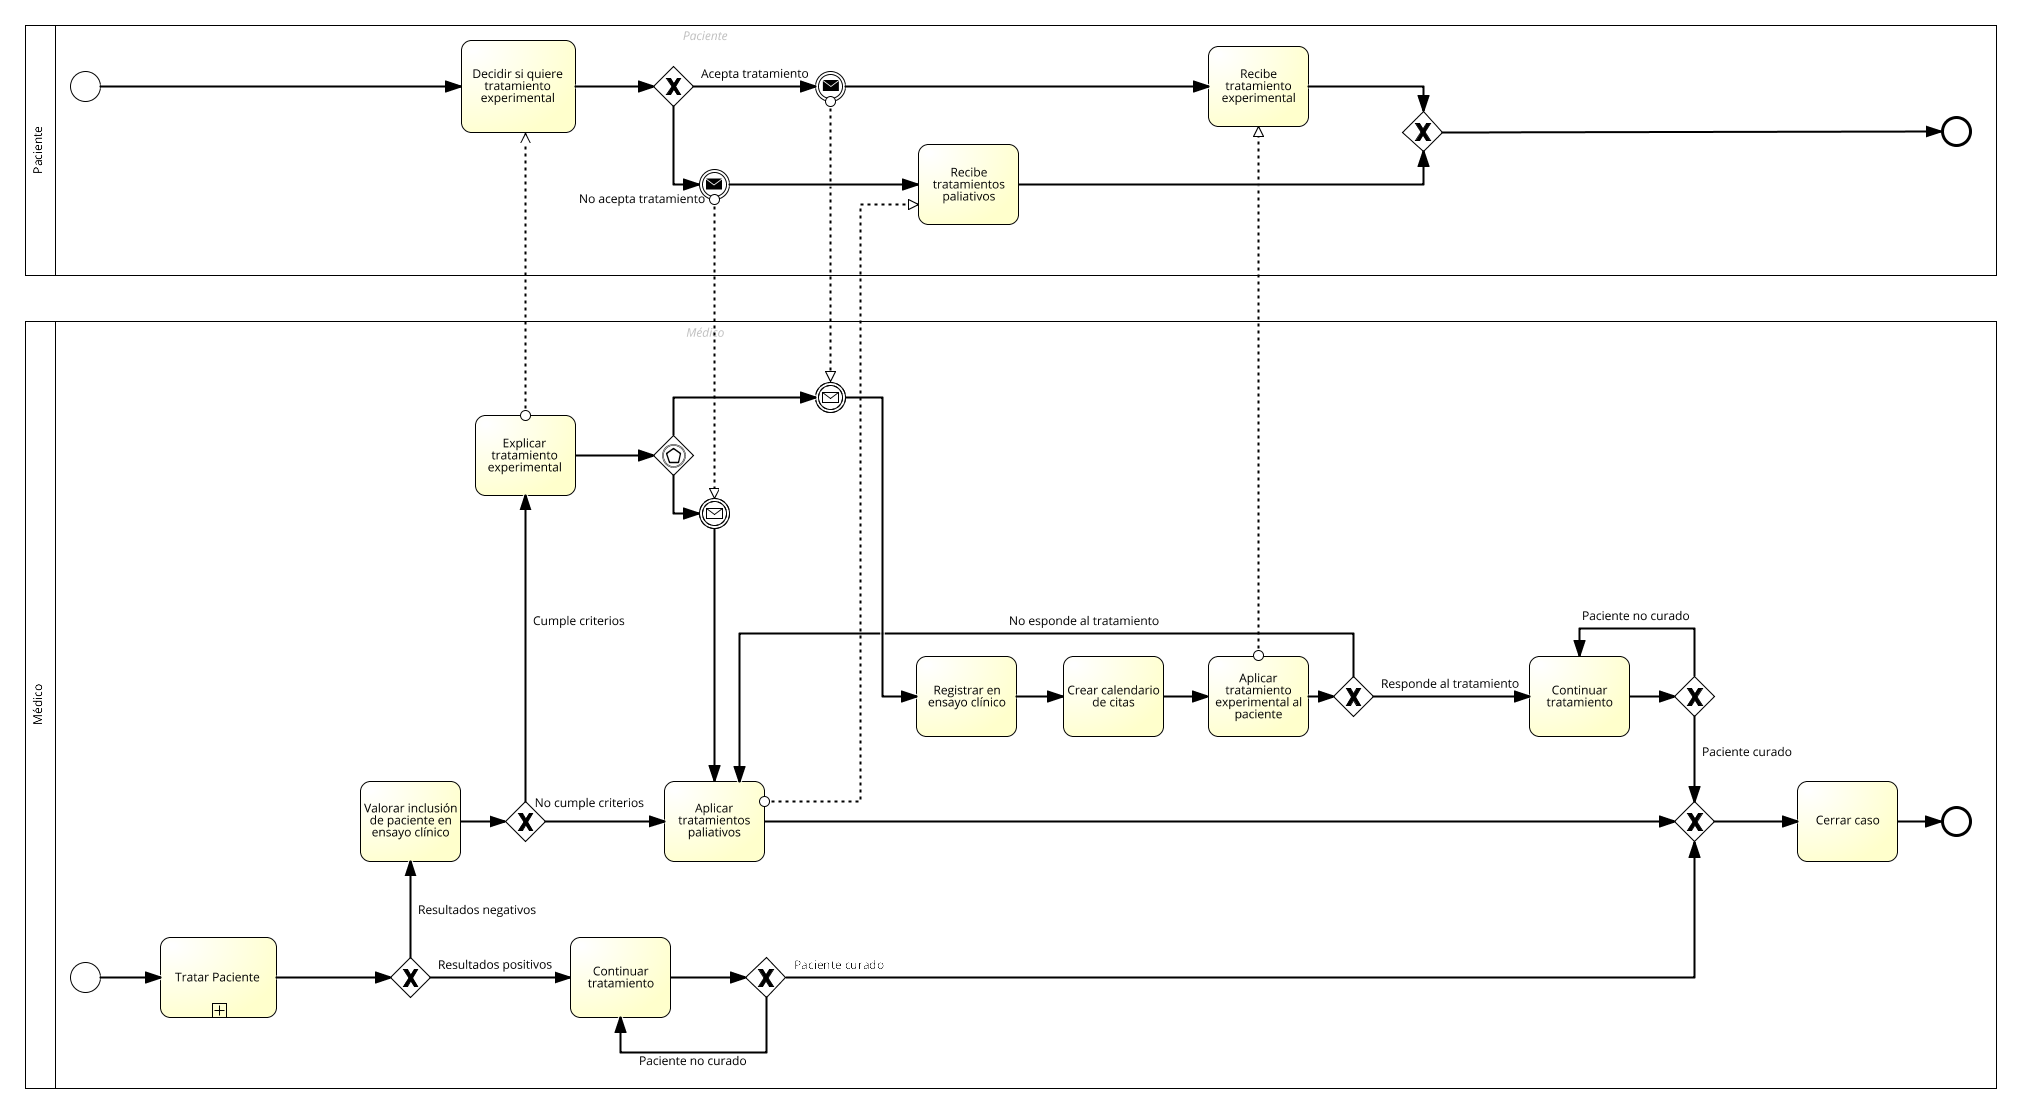 Paciente
Paciente
Decidir si quiere
tratamiento
experimental
Acepta tratamiento
No acepta tratamiento
Recibe
tratamientos
paliativos
Recibe
tratamiento
experimental
Médico
Médico
Explicar
tratamiento
experimental
Cumple criterios
No esponde al tratamiento
Paciente no curado
Registrar en
ensayo clínico
Crear calendario
de citas
Aplicar
tratamiento
experimental al
paciente
Responde al tratamiento
Continuar
tratamiento
Paciente curado
Valorar inclusión
de paciente en
ensayo clínico
No cumple criterios
Aplicar
tratamientos
paliativos
Cerrar caso
Resultados negativos
Tratar Paciente
Resultados positivos
Continuar
tratamiento
Paciente curado
Paciente no curado